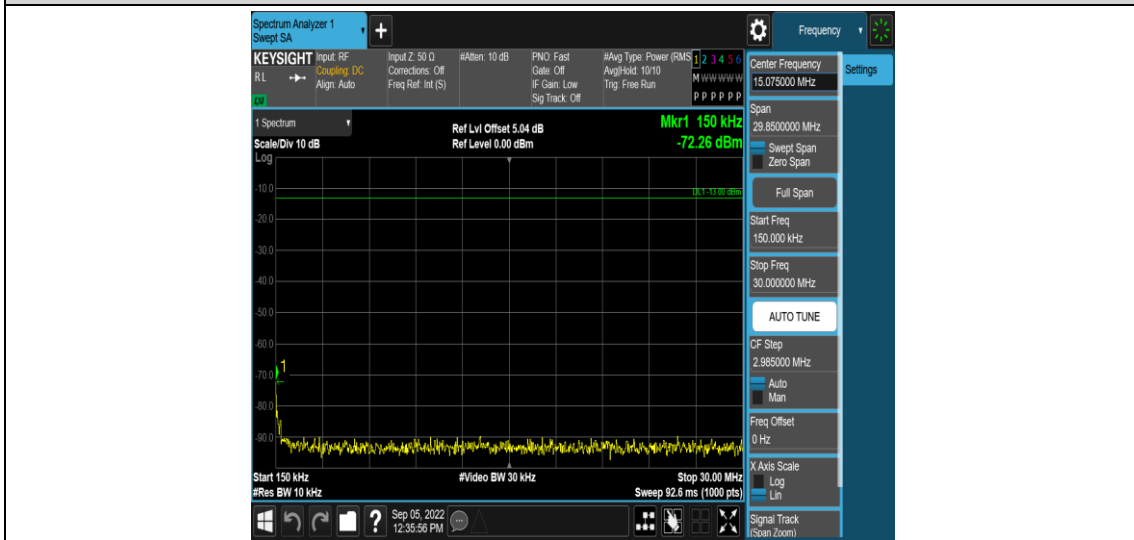 Spectrum Analyzer 1
Swept SA
+
Frequency
KEYSIGHT
RL
LXI
Input: RF
Coupling: DC
Align: Auto
Input Z: 50 Ω
Corrections: Off
Freq Ref: Int (S)
#Atten: 10 dB
PNO: Fast
Gate: Off
IF Gain: Low
Sig Track: Off
#Avg Type: Power (RMS
Avg|Hold: 10/10
Trig: Free Run
1 2 3 4 5 6
M W W W W W
P P P P P P
1 Spectrum
Scale/Div 10 dB
Log
Ref Lvl Offset 5.04 dB
Ref Level 0.00 dBm
Mkr1 150 kHz
-72.26 dBm
DL1 -13.00 dBm
-10.0
-20.0
-30.0
-40.0
-50.0
-60.0
-70.0
-80.0
-90.0
1
Start 150 kHz
#Res BW 10 kHz
#Video BW 30 kHz
Stop 30.00 MHz
Sweep 92.6 ms (1000 pts)
Center Frequency
15.075000 MHz
Settings
Span
29.8500000 MHz
Swept Span
Zero Span
Full Span
Start Freq
150.000 kHz
Stop Freq
30.000000 MHz
AUTO TUNE
CF Step
2.985000 MHz
Auto
Man
Freq Offset
0 Hz
X Axis Scale
Log
Lin
Signal Track
(Span Zoom)
?
Sep 05, 2022
12:35:56 PM